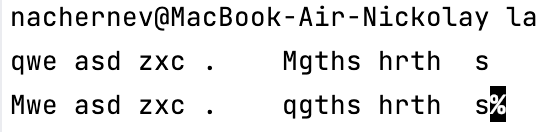 nachernev@MacBook-Air-Nickolay la
qwe asd zxc .    Mgths hrth  s
Mwe asd zxc .    qgths hrth  s%